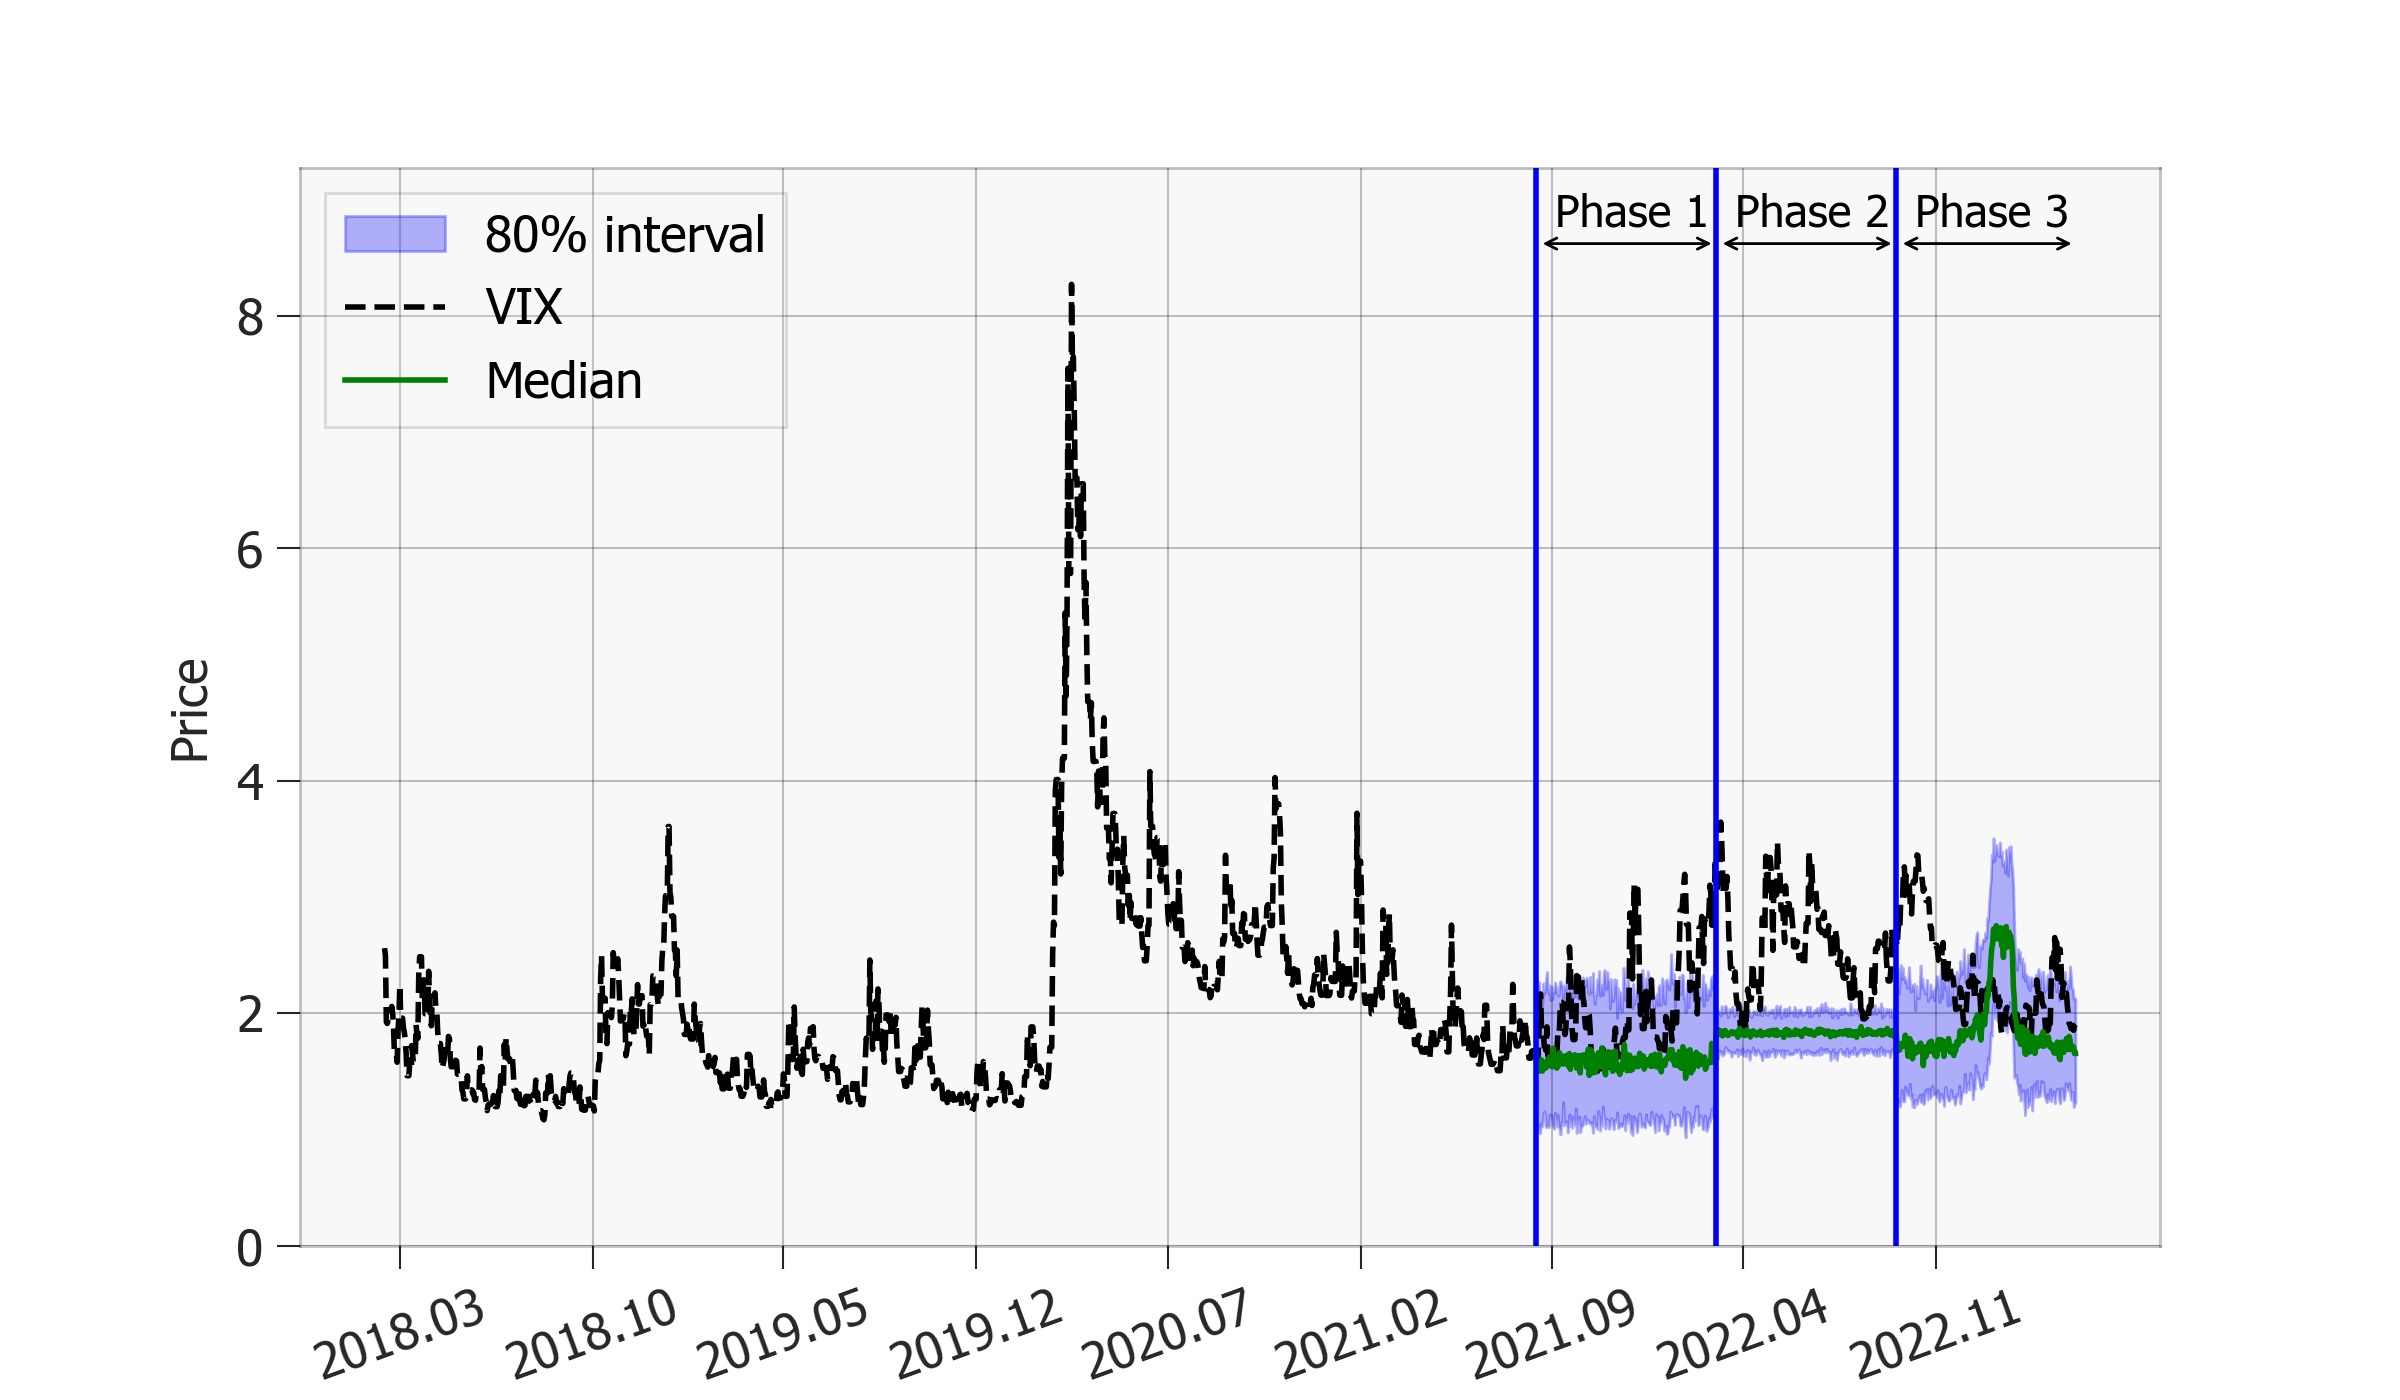 80% interval
VIX
Median
Phase 1
Phase 2
Phase 3
Price
8
6
4
2
0
2018.03
2018.10
2019.05
2019.12
2020.07
2021.02
2021.09
2022.04
2022.11